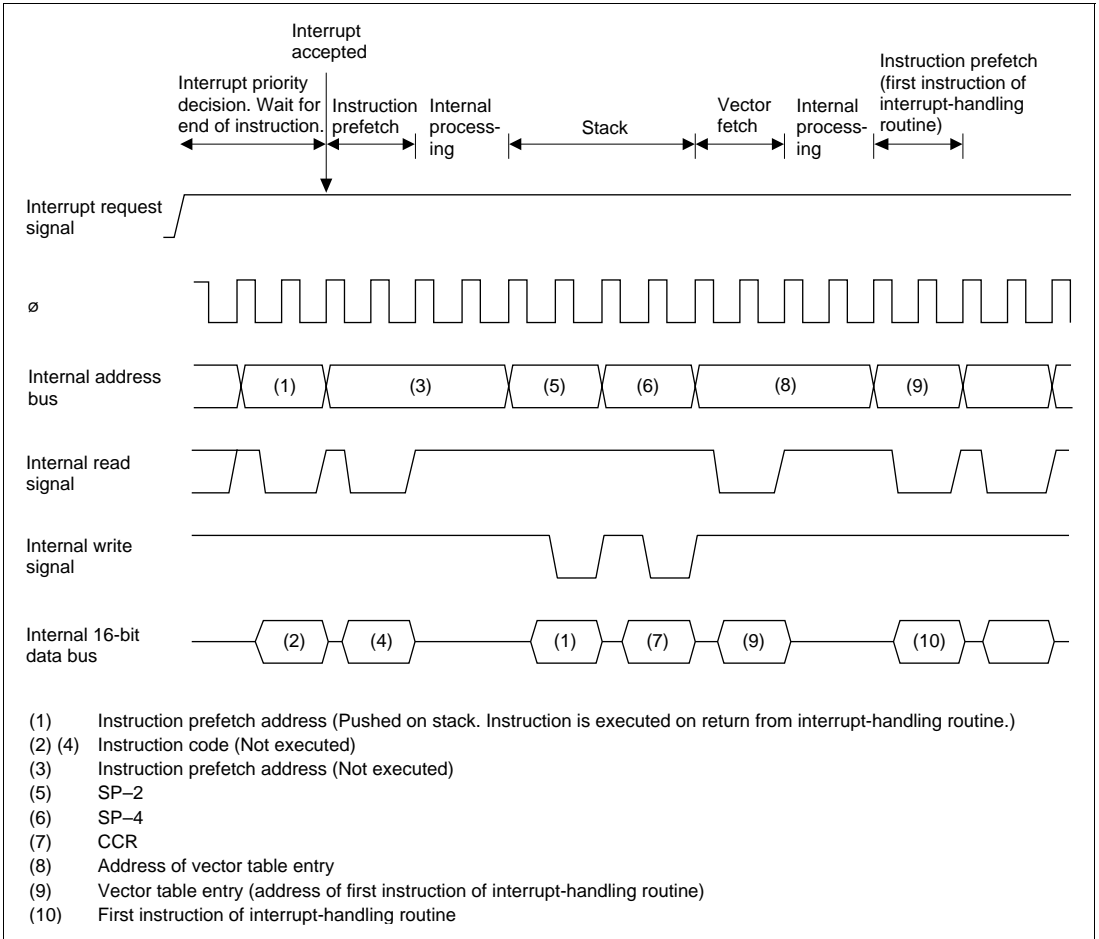 Interrupt
accepted
Interrupt priority
decision. Wait for
end of instruction.
Instruction
prefetch
Internal
process-
ing
Stack
Vector
fetch
Internal
process-
ing
Instruction prefetch
(first instruction of
interrupt-handling
routine)
Interrupt request
signal
ø
Internal address
bus
(1) (3) (5) (6) (8) (9)
Internal read
signal
Internal write
signal
Internal 16-bit
data bus
(2) (4) (1) (7) (9) (10)
(1) Instruction prefetch address (Pushed on stack. Instruction is executed on return from interrupt-handling routine.)
(2) (4) Instruction code (Not executed)
(3) Instruction prefetch address (Not executed)
(5) SP–2
(6) SP–4
(7) CCR
(8) Address of vector table entry
(9) Vector table entry (address of first instruction of interrupt-handling routine)
(10) First instruction of interrupt-handling routine